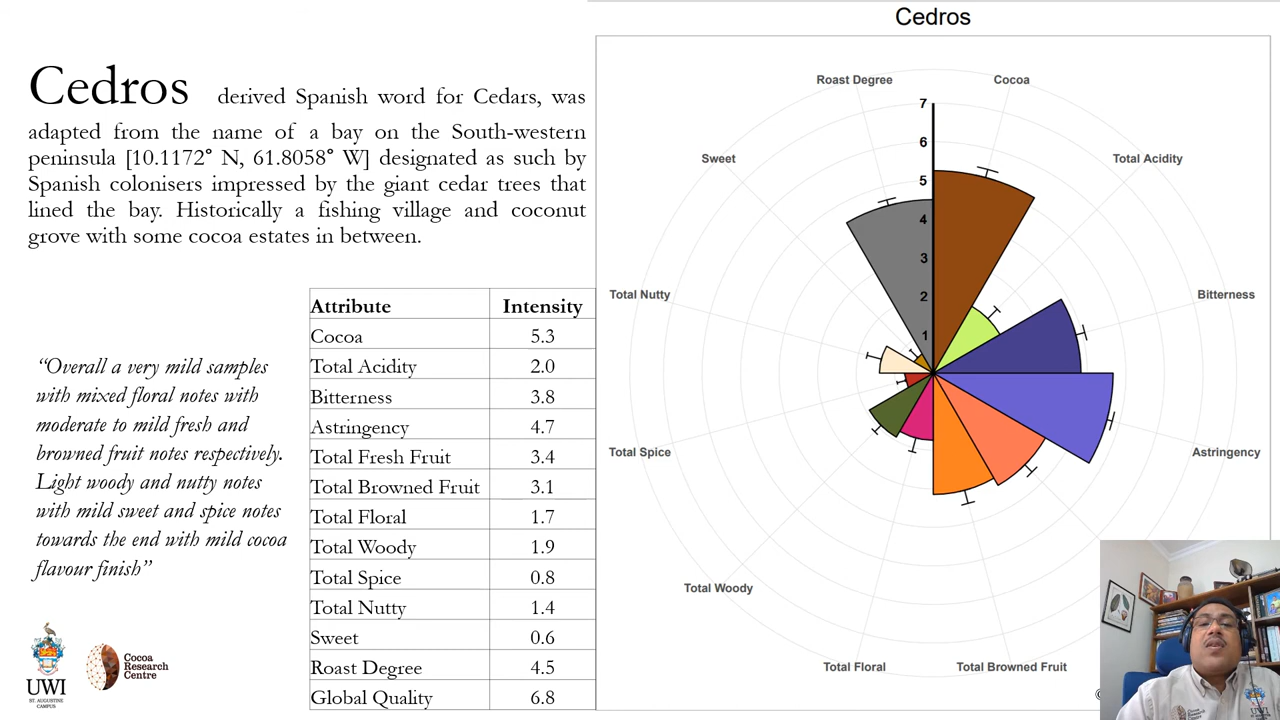 Cedros derived Spanish word for Cedars, was
adapted from the name of a bay on the South-western
peninsula [10.1172° N, 61.8058° W] designated as such by
Spanish colonisers impressed by the giant cedar trees that
lined the bay. Historically a fishing village and coconut
grove with some cocoa estates in between.
“Overall a very mild samples
with mixed floral notes with
moderate to mild fresh and
browned fruit notes respectively.
Light woody and nutty notes
with mild sweet and spice notes
towards the end with mild cocoa
flavour finish”
Attribute Intensity
Cocoa 5.3
Total Acidity 2.0
Bitterness 3.8
Astringency 4.7
Total Fresh Fruit 3.4
Total Browned Fruit 3.1
Total Floral 1.7
Total Woody 1.9
Total Spice 0.8
Total Nutty 1.4
Sweet 0.6
Roast Degree 4.5
Global Quality 6.8
UWI
ST. AUGUSTINE
CAMPUS
Cocoa
Research
Centre
Cedros
Roast Degree
Cocoa
Sweet
Total Acidity
Total Nutty
Bitterness
Total Spice
Astringency
Total Woody
Total Floral
Total Browned Fruit
7
6
5
4
3
2
1
©
UWI